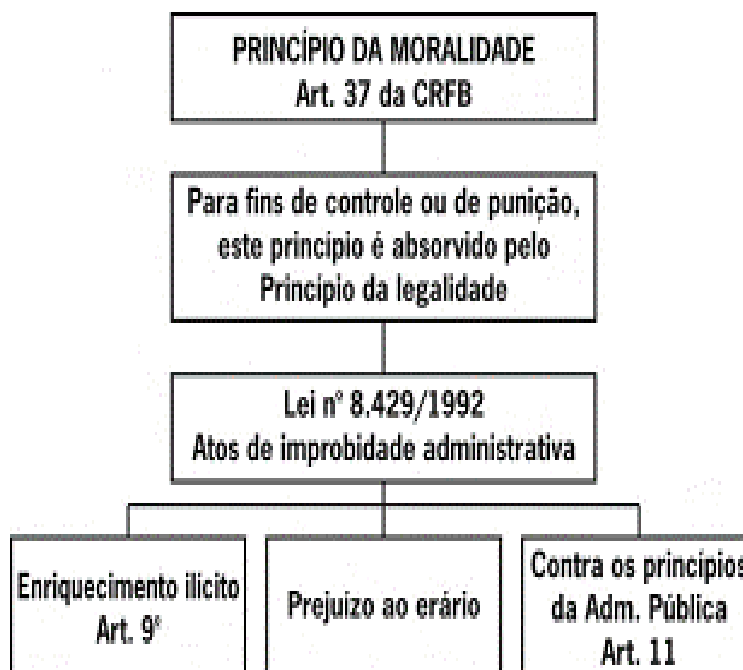 PRINCÍPIO DA MORALIDADE
Art. 37 da CRFB
Para fins de controle ou de punição,
este princípio é absorvido pelo
Princípio da legalidade
Lei nº 8.429/1992
Atos de improbidade administrativa
Enriquecimento ilícito
Art. 9º
Prejuízo ao erário
Contra os princípios
da Adm. Pública
Art. 11